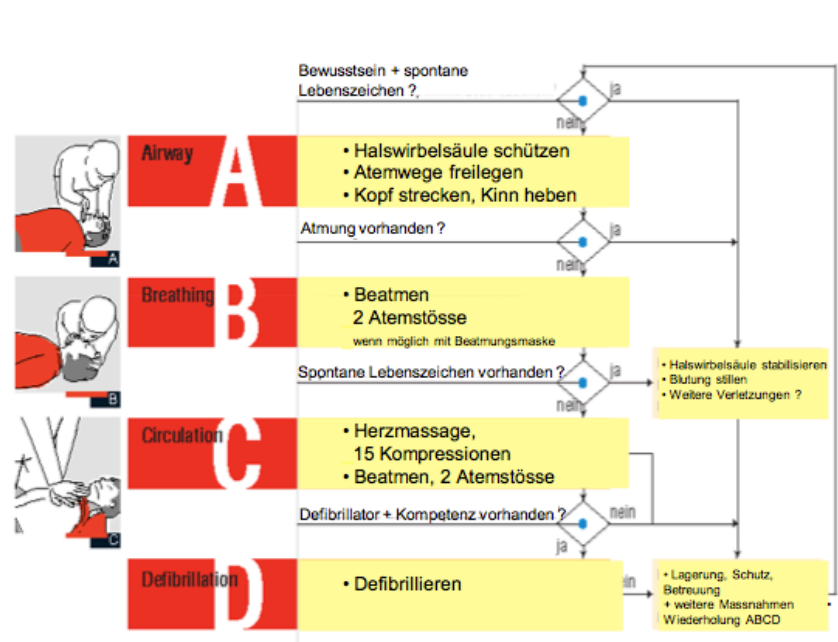 Bewusstsein + spontane
Lebenszeichen ?,
ja
nein
Airway
A
• Halswirbelsäule schützen
• Atemwege freilegen
• Kopf strecken, Kinn heben
A
Atmung vorhanden ?
ja
nein
Breathing
B
• Beatmen
2 Atemstösse
wenn möglich mit Beatmungsmaske
B
Spontane Lebenszeichen vorhanden ?
ja
nein
• Halswirbelsäule stabilisieren
• Blutung stillen
• Weitere Verletzungen ?
Circulation
C
• Herzmassage,
15 Kompressionen
• Beatmen, 2 Atemstösse
C
Defibrillator + Kompetenz vorhanden ?
nein
ja
Defibrillation
D
• Defibrillieren
ein
• Lagerung, Schutz,
Betreuung
+ weitere Massnahmen
Wiederholung ABCD